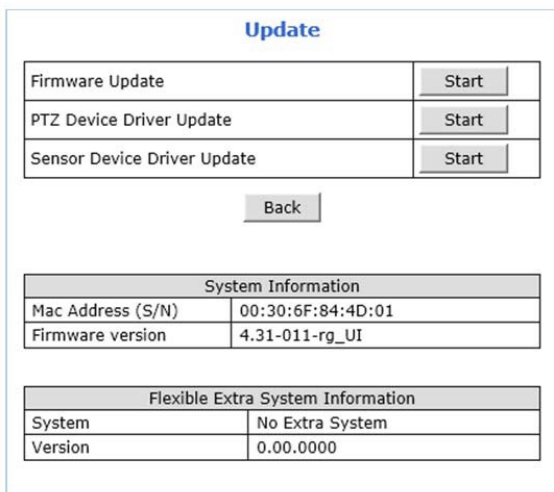 Update
Firmware Update Start
PTZ Device Driver Update Start
Sensor Device Driver Update Start
Back
System Information
Mac Address (S/N) 00:30:6F:84:4D:01
Firmware version 4.31-011-rg_UI
Flexible Extra System Information
System No Extra System
Version 0.00.0000